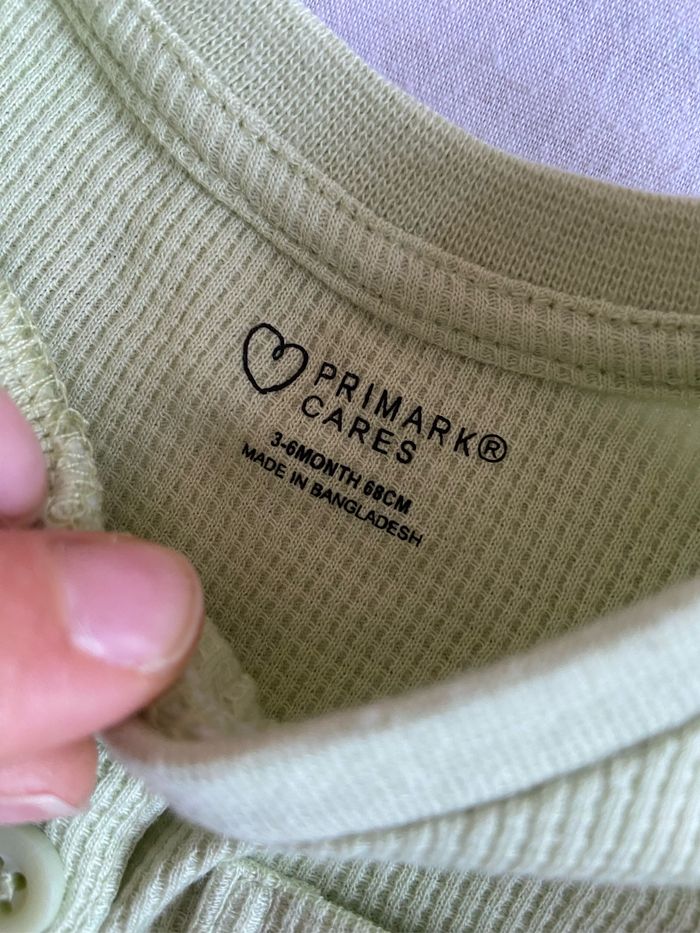 PRIMARK®
CARES
3-6MONTH 68CM
MADE IN BANGLADESH